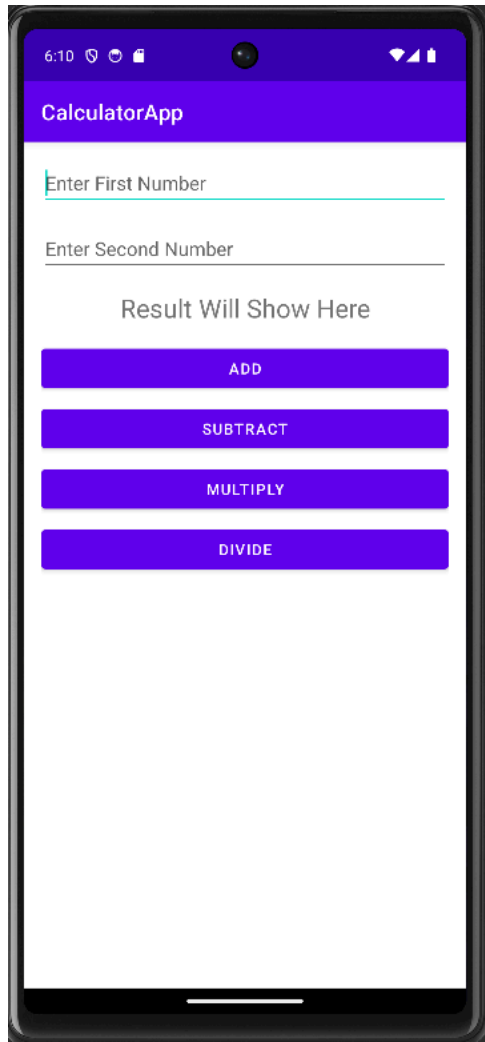 6:10
CalculatorApp
Enter First Number
Enter Second Number
Result Will Show Here
ADD
SUBTRACT
MULTIPLY
DIVIDE